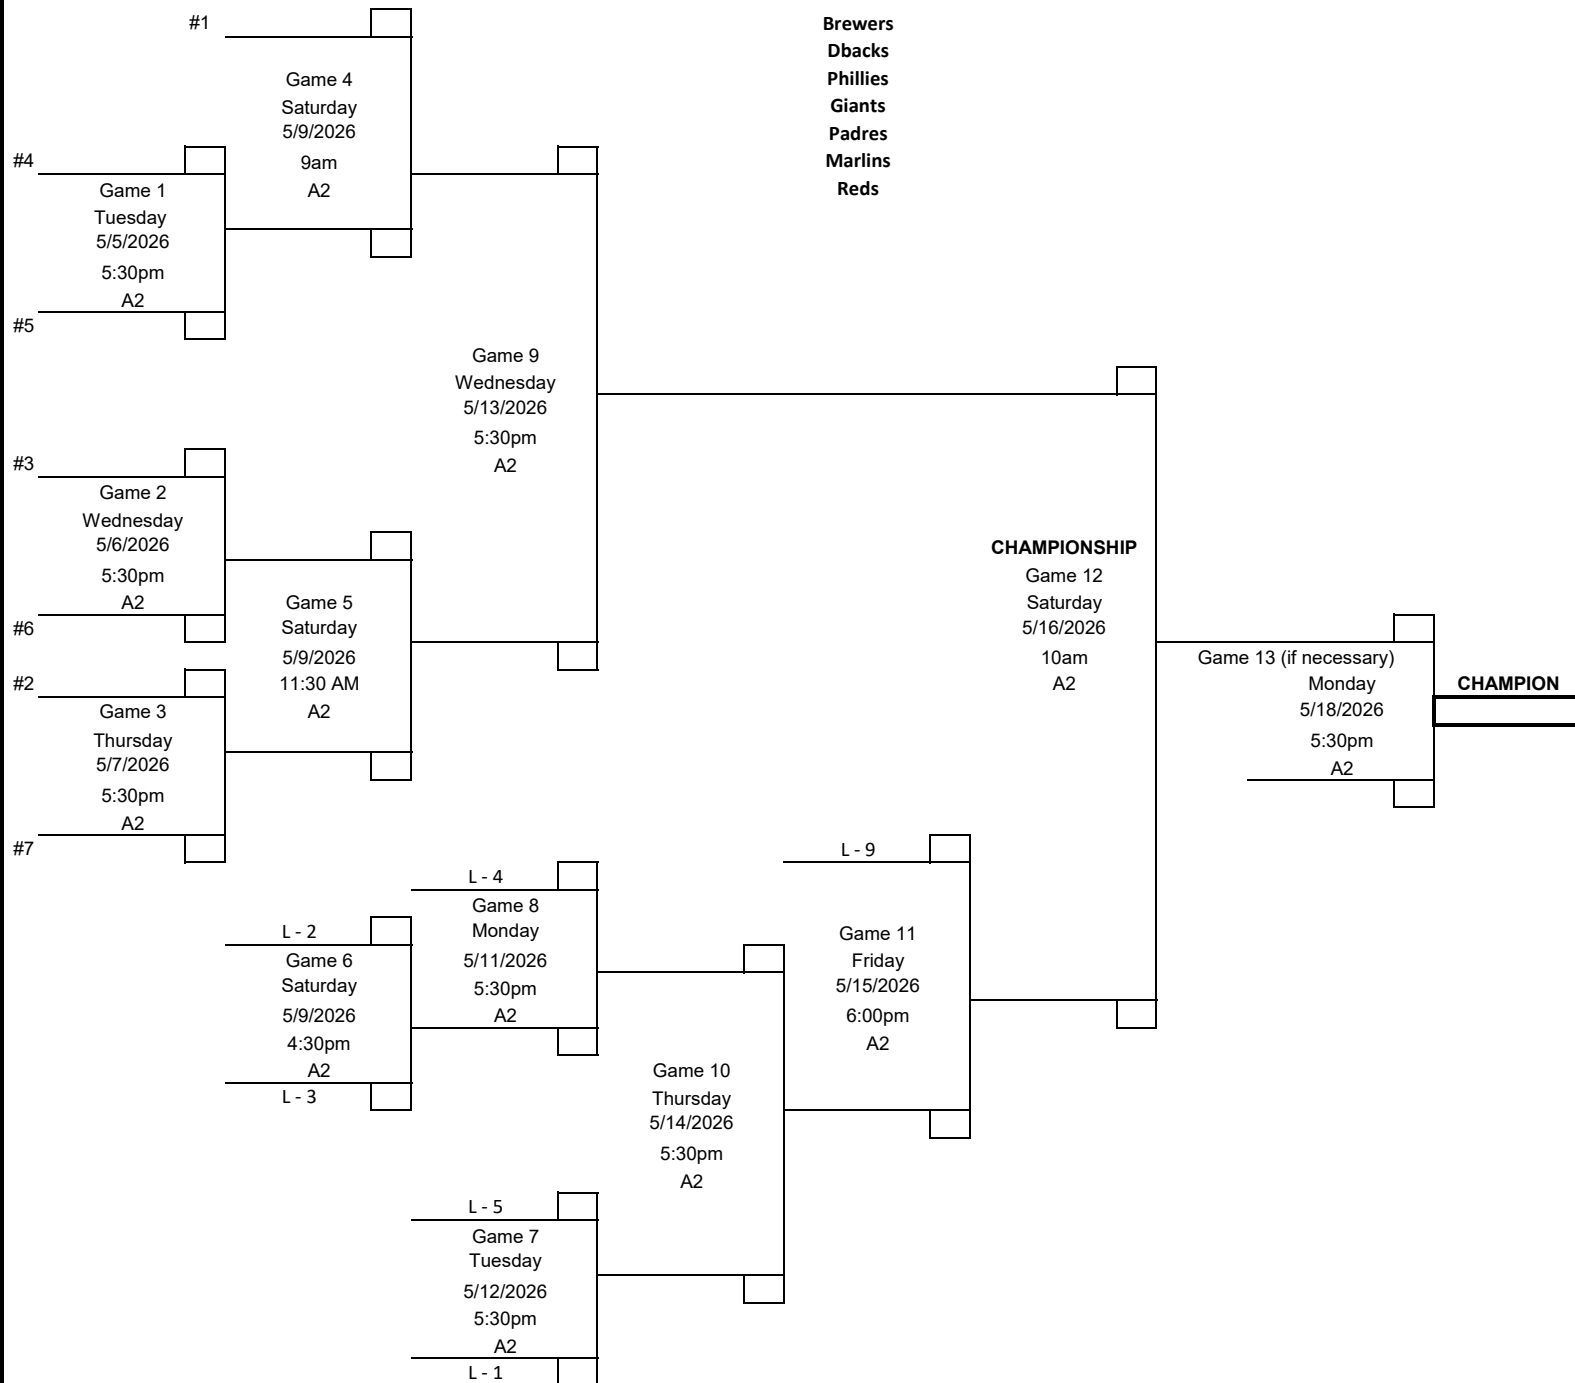 #1
Game 4
Saturday
5/9/2026
9am
A2
#4
Game 1
Tuesday
5/5/2026
5:30pm
A2
#5
Brewers
Dbacks
Phillies
Giants
Padres
Marlins
Reds
Game 9
Wednesday
5/13/2026
5:30pm
A2
#3
Game 2
Wednesday
5/6/2026
5:30pm
A2
#6
Game 5
Saturday
5/9/2026
11:30 AM
A2
#2
Game 3
Thursday
5/7/2026
5:30pm
A2
#7
CHAMPIONSHIP
Game 12
Saturday
5/16/2026
10am
A2
Game 13 (if necessary)
Monday
5/18/2026
5:30pm
A2
CHAMPION
L - 2
Game 6
Saturday
5/9/2026
4:30pm
A2
L - 3
L - 4
Game 8
Monday
5/11/2026
5:30pm
A2
L - 9
Game 11
Friday
5/15/2026
6:00pm
A2
Game 10
Thursday
5/14/2026
5:30pm
A2
L - 5
Game 7
Tuesday
5/12/2026
5:30pm
A2
L - 1